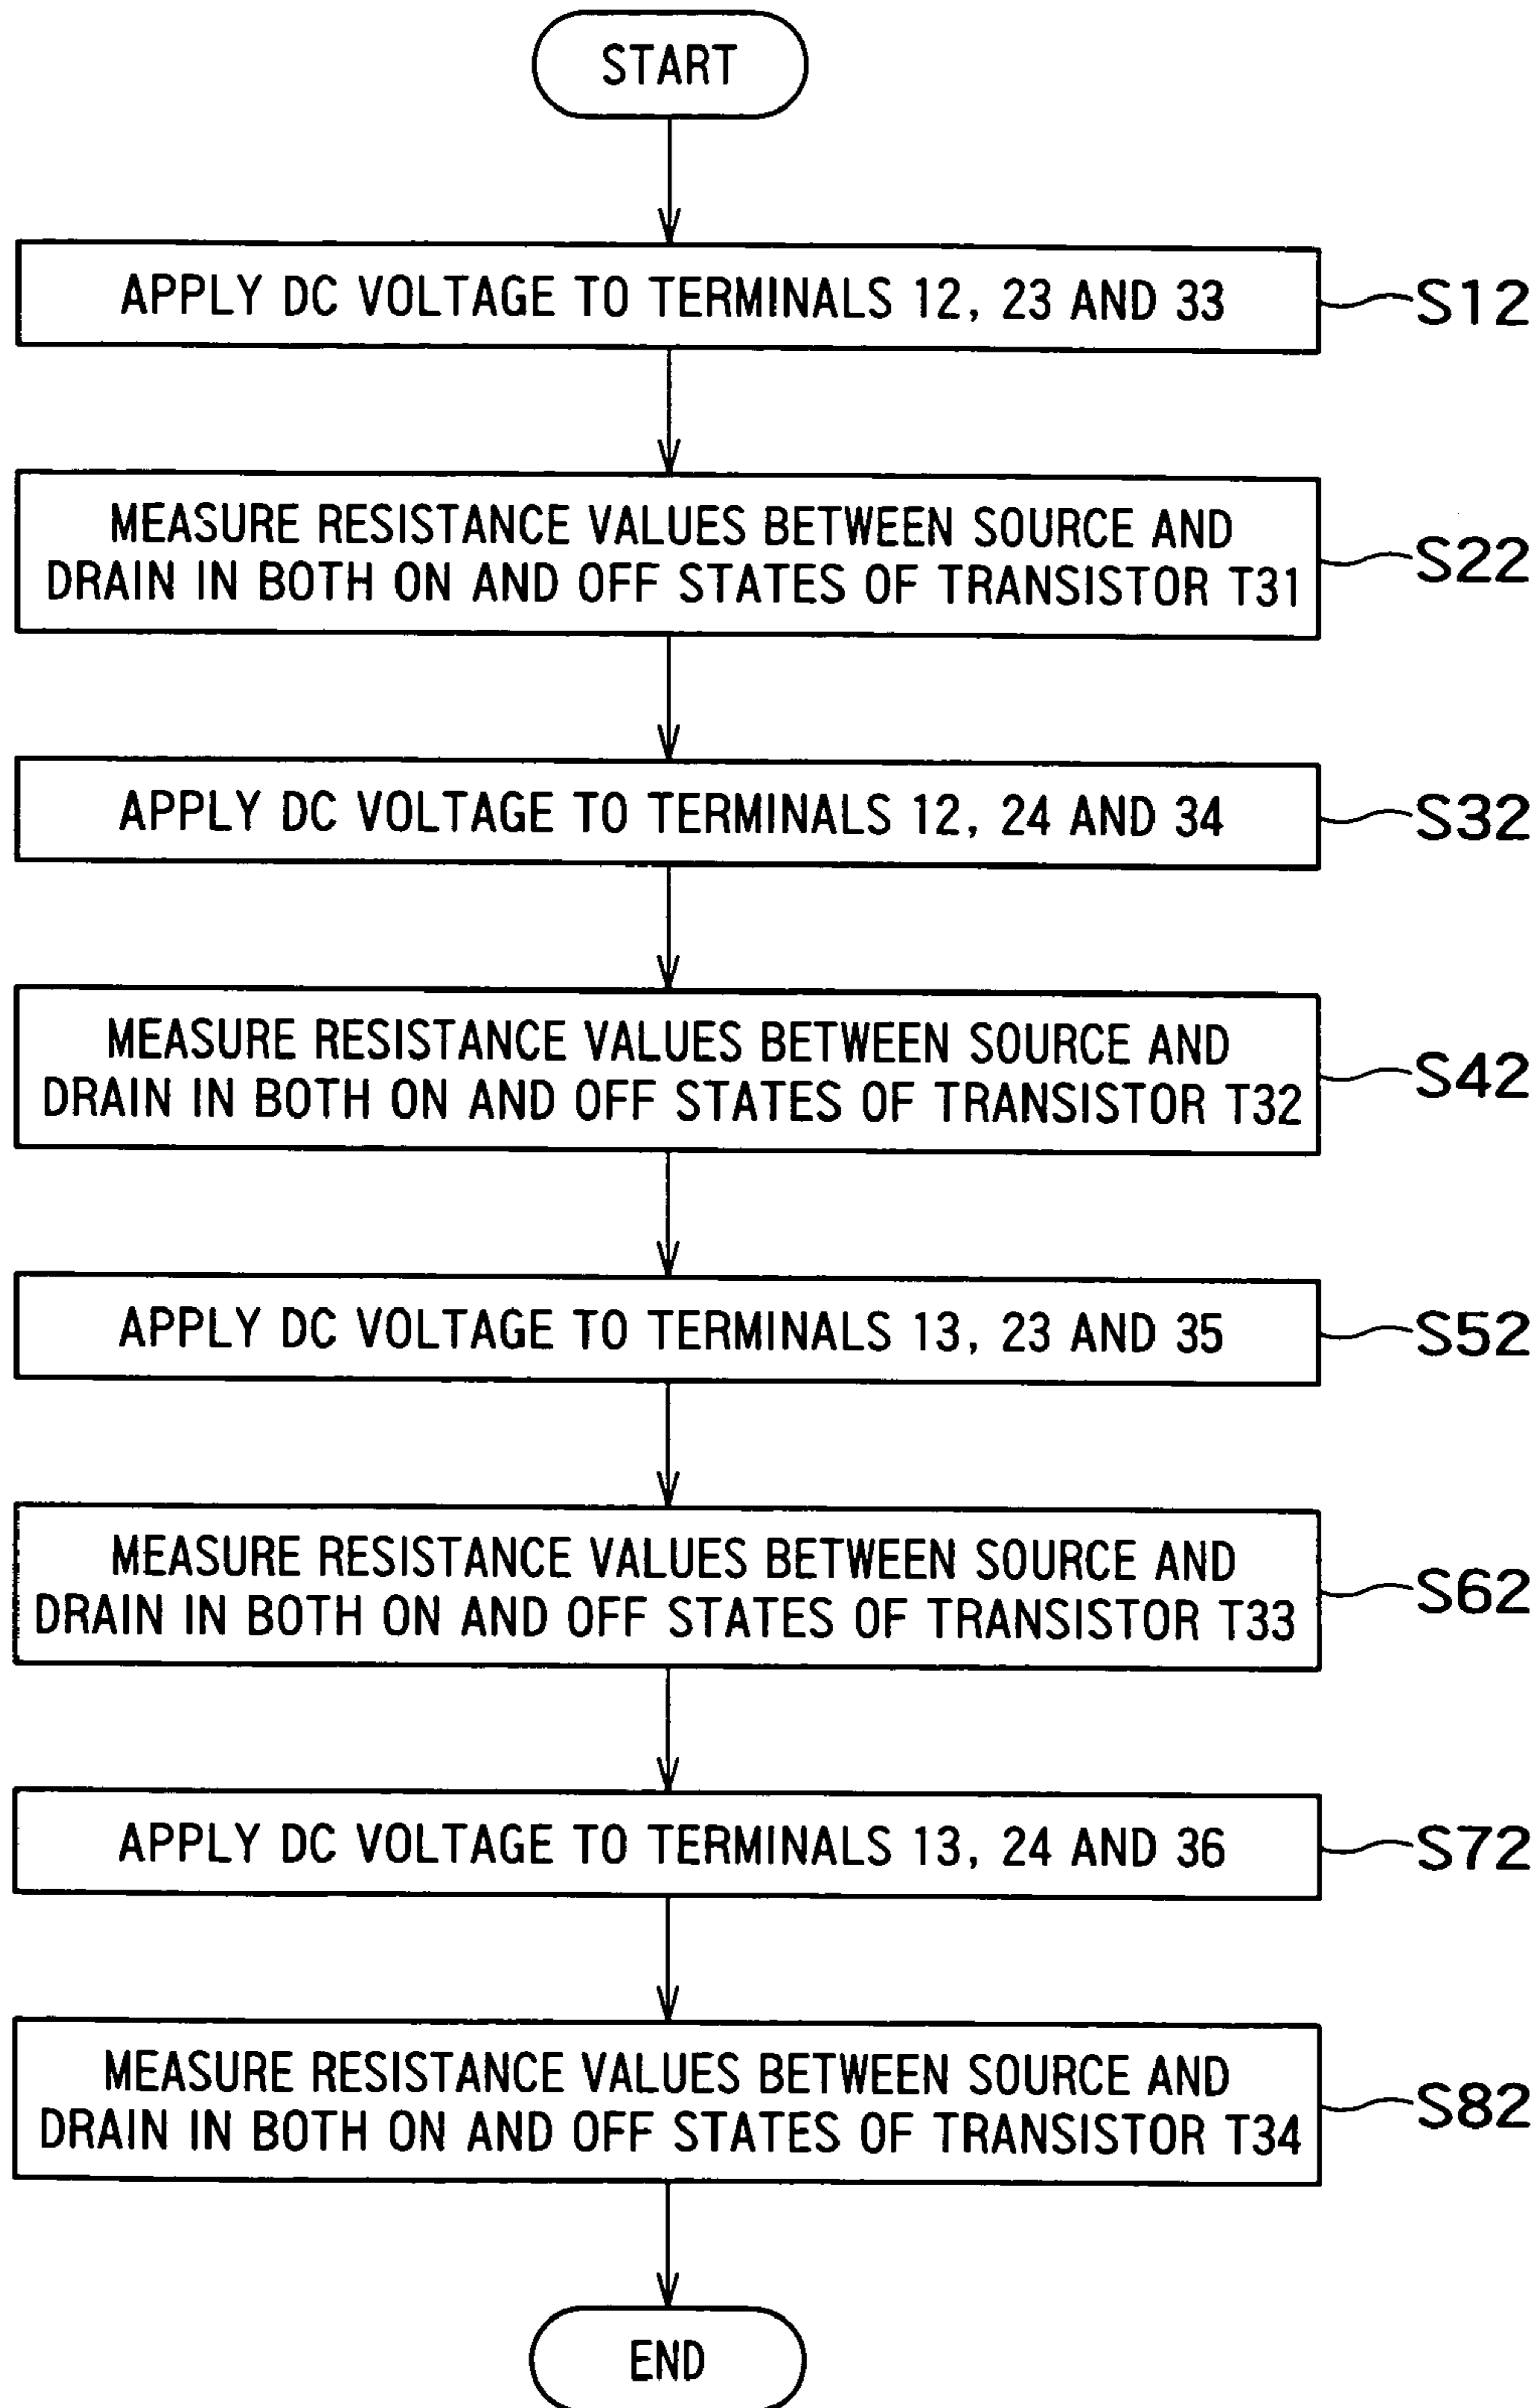 START
APPLY DC VOLTAGE TO TERMINALS 12, 23 AND 33
S12
MEASURE RESISTANCE VALUES BETWEEN SOURCE AND
DRAIN IN BOTH ON AND OFF STATES OF TRANSISTOR T31
S22
APPLY DC VOLTAGE TO TERMINALS 12, 24 AND 34
S32
MEASURE RESISTANCE VALUES BETWEEN SOURCE AND
DRAIN IN BOTH ON AND OFF STATES OF TRANSISTOR T32
S42
APPLY DC VOLTAGE TO TERMINALS 13, 23 AND 35
S52
MEASURE RESISTANCE VALUES BETWEEN SOURCE AND
DRAIN IN BOTH ON AND OFF STATES OF TRANSISTOR T33
S62
APPLY DC VOLTAGE TO TERMINALS 13, 24 AND 36
S72
MEASURE RESISTANCE VALUES BETWEEN SOURCE AND
DRAIN IN BOTH ON AND OFF STATES OF TRANSISTOR T34
S82
END